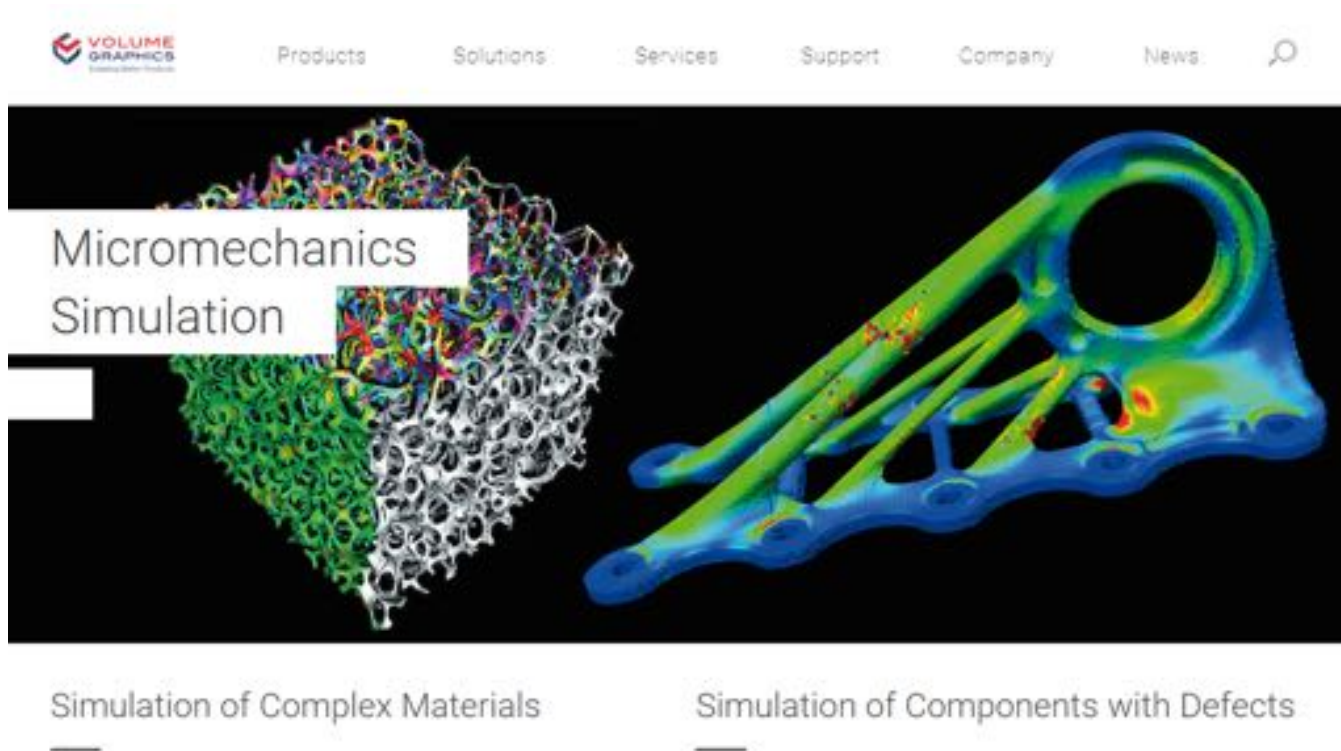 VOLUME
GRAPHICS
Products Solutions Services Support Company News
Micromechanics
Simulation
Simulation of Complex Materials
Simulation of Components with Defects